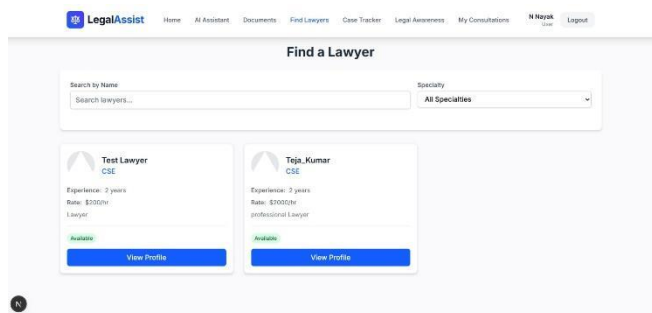 LegalAssist Home AI Assistant Documents Find Lawyers Case Tracker Legal Awareness My Consultations N Nayak User Logout
Find a Lawyer
Search by Name Specialty
Search lawyers... All Specialties
Test Lawyer
CSE
Experience: 2 years
Rate: $200/hr
Lawyer
Available
View Profile
Teja_Kumar
CSE
Experience: 2 years
Rate: $2000/hr
professional Lawyer
Available
View Profile
N